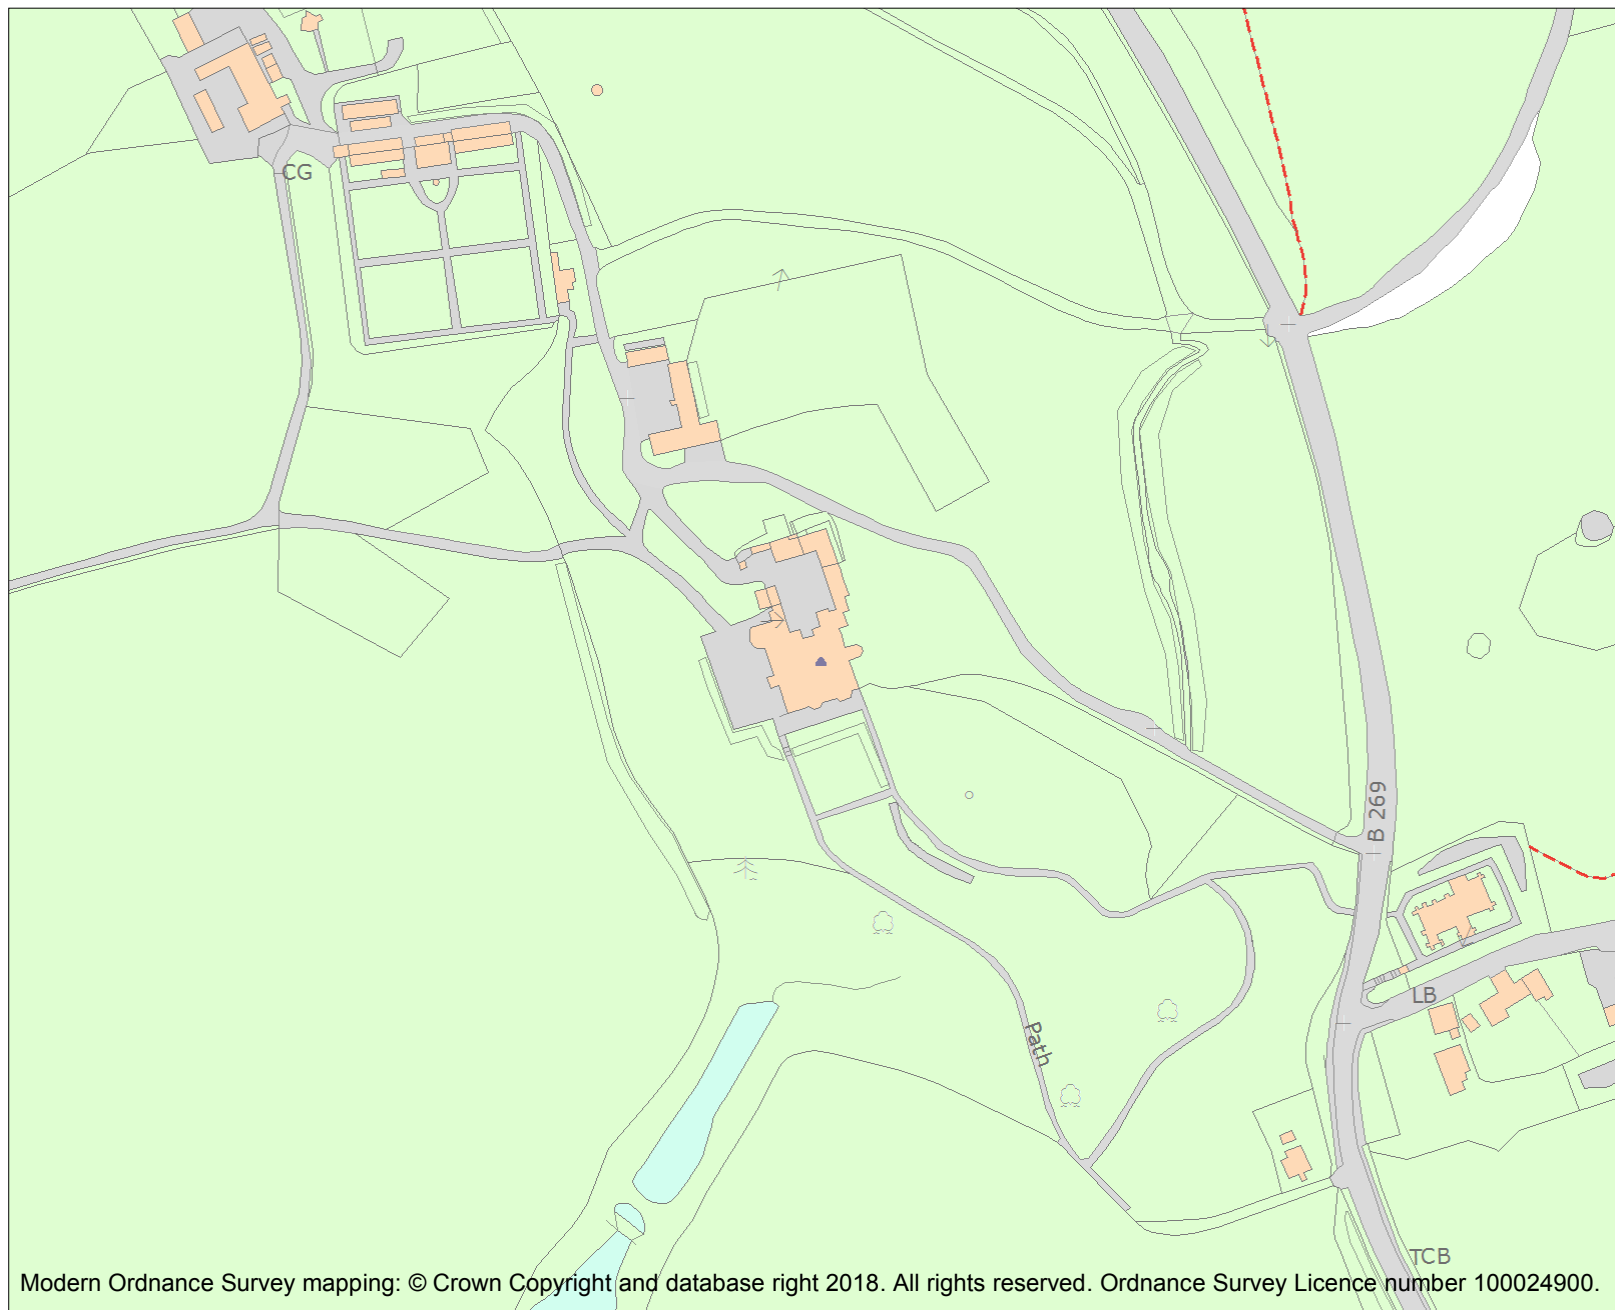 CG
B 269
LB
Path
TCB
Modern Ordnance Survey mapping: © Crown Copyright and database right 2018. All rights reserved. Ordnance Survey Licence number 100024900.